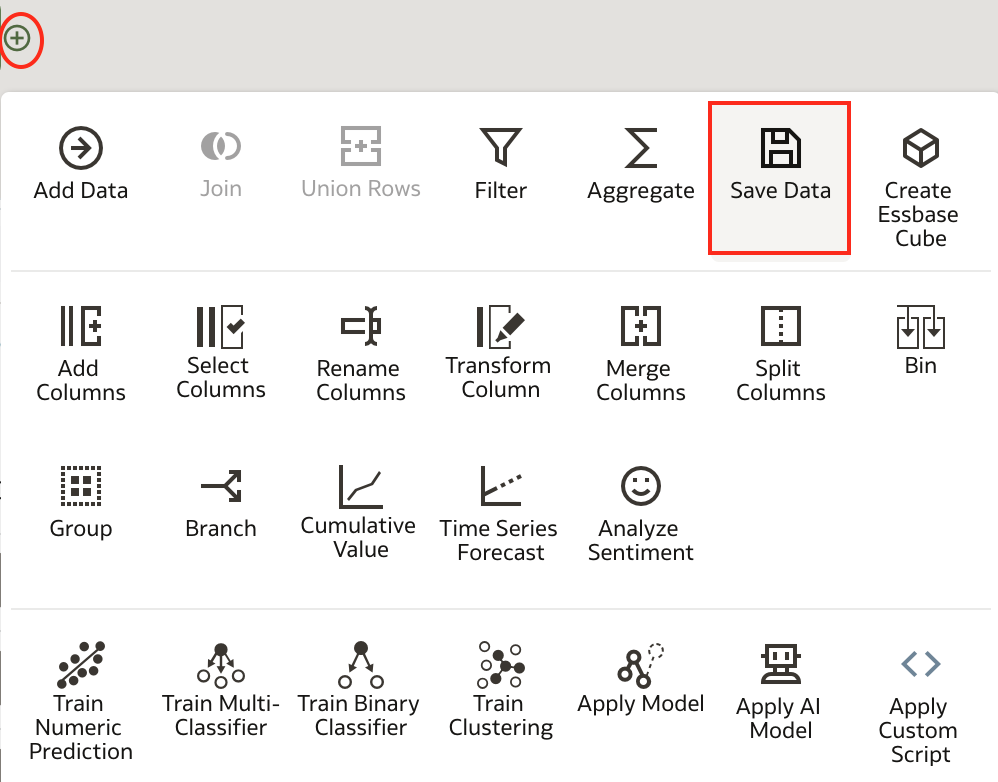 Add Data
Join
Union Rows
Filter
Aggregate
Save Data
Create
Essbase
Cube
Add
Columns
Select
Columns
Rename
Columns
Transform
Column
Merge
Columns
Split
Columns
Bin
Group
Branch
Cumulative
Value
Time Series
Forecast
Analyze
Sentiment
Train
Numeric
Prediction
Train Multi-
Classifier
Train Binary
Classifier
Train
Clustering
Apply Model
Apply AI
Model
Apply
Custom
Script